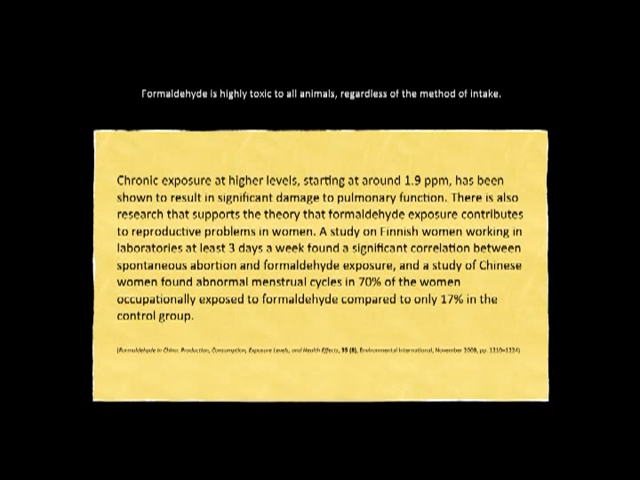 Formaldehyde is highly toxic to all animals, regardless of the method of intake.
Chronic exposure at higher levels, starting at around 1.9 ppm, has been
shown to result in significant damage to pulmonary function. There is also
research that supports the theory that formaldehyde exposure contributes
to reproductive problems in women. A study on Finnish women working in
laboratories at least 3 days a week found a significant correlation between
spontaneous abortion and formaldehyde exposure, and a study of Chinese
women found abnormal menstrual cycles in 70% of the women
occupationally exposed to formaldehyde compared to only 17% in the
control group.
(Formaldehyde in China: Production, Consumption, Exposure Levels, and Health Effects, 35 (8), Environmental International, November 2009, pp. 1210–1224)